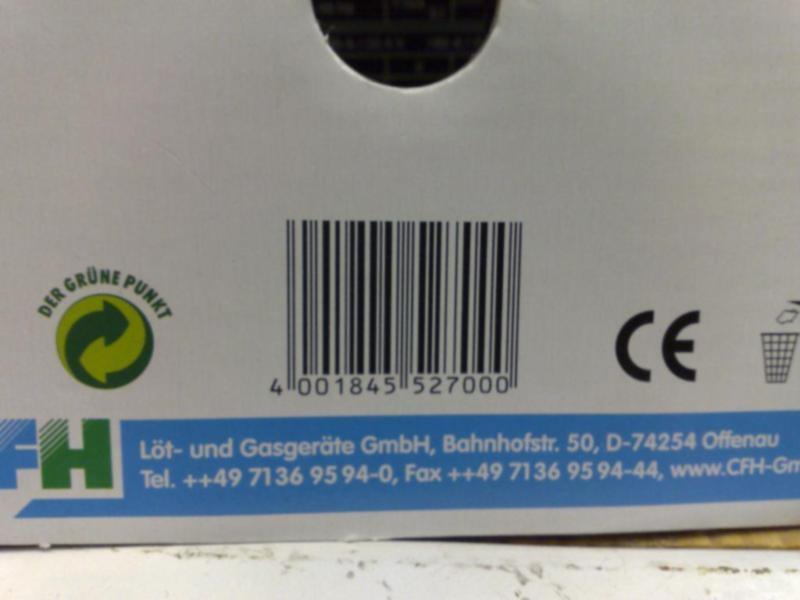 DER GRÜNE PUNKT
4 001845 527000
CE
FH
Löt- und Gasgeräte GmbH, Bahnhofstr. 50, D-74254 Offenau
Tel. ++49 7136 95 94-0, Fax ++49 7136 95 94-44, www.CFH-Gm